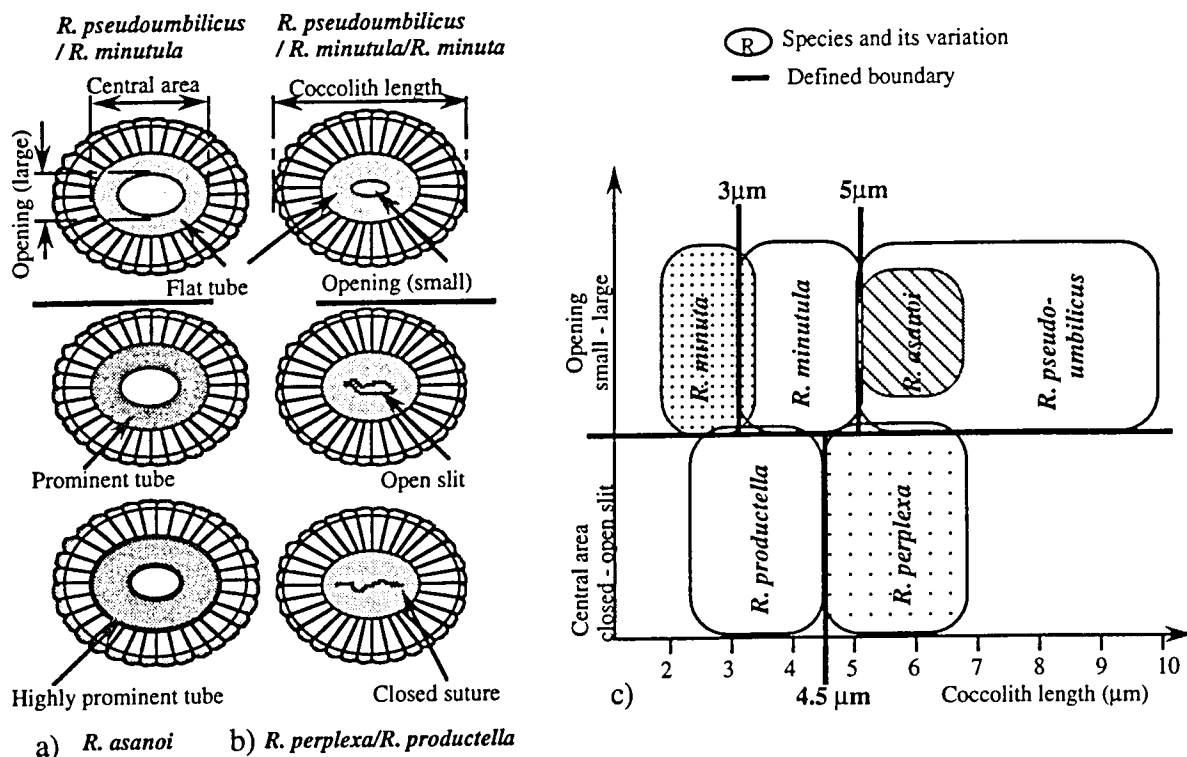 R. pseudoumbilicus
/ R. minutula
Central area
Opening (large)
R. pseudoumbilicus
/ R. minutula/R. minuta
Coccolith length
Flat tube
Opening (small)
Prominent tube
Open slit
Highly prominent tube
Closed suture
a) R. asanoi
b) R. perplexa/R. productella
R Species and its variation
Defined boundary
3µm
5µm
Opening
small - large
R. minuta
R. minutula
R. asanoi
R. pseudo-
umbilicus
Central area
closed - open slit
R. productella
R. perplexa
2 3 4 5 6 7 8 9 10
c)
4.5 µm
Coccolith length (µm)